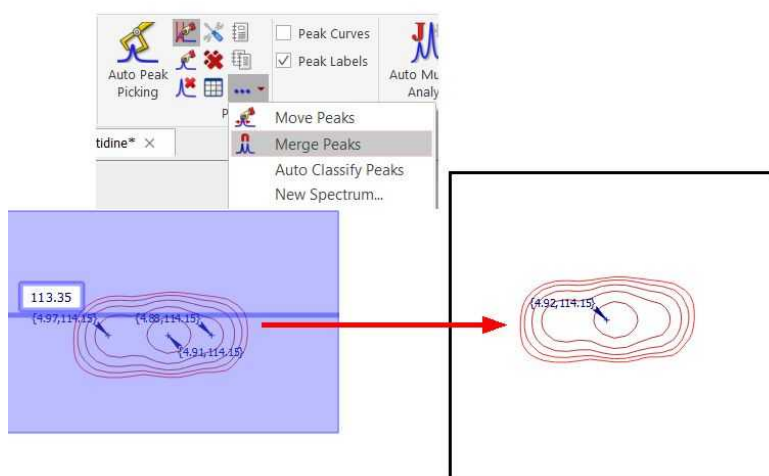 Peak Curves
Peak Labels
Auto Peak
Picking
Auto Mu
Analy
P
tidine* ×
Move Peaks
Merge Peaks
Auto Classify Peaks
New Spectrum...
113.35
{4.97,114.15}
{4.88,114.15}
{4.91,114.15}
{4.92,114.15}